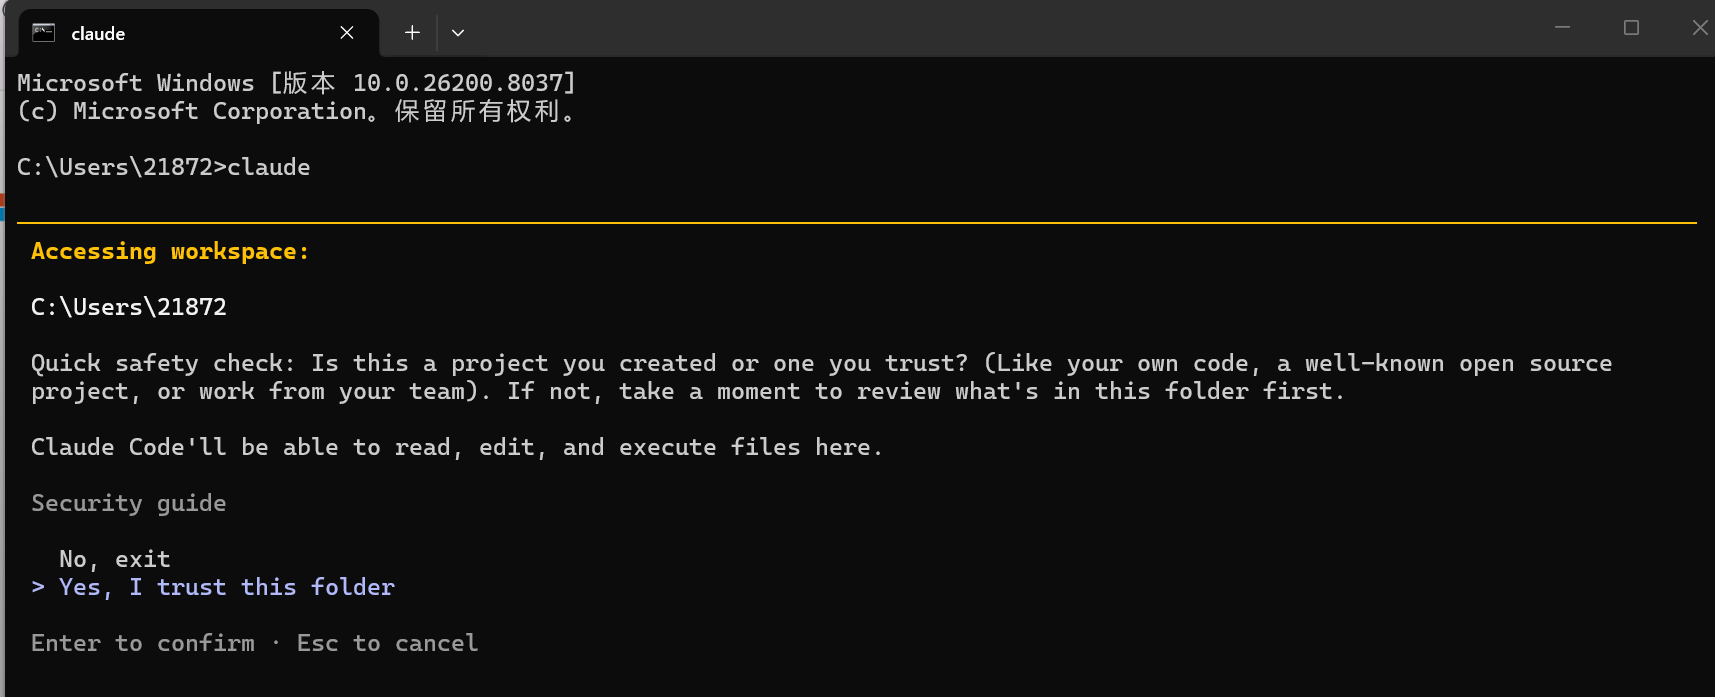 claude
Microsoft Windows [版本 10.0.26200.8037]
(c) Microsoft Corporation。保留所有权利。
C:\Users\21872>claude
Accessing workspace:
C:\Users\21872
Quick safety check: Is this a project you created or one you trust? (Like your own code, a well-known open source
project, or work from your team). If not, take a moment to review what's in this folder first.
Claude Code'll be able to read, edit, and execute files here.
Security guide
No, exit
> Yes, I trust this folder
Enter to confirm · Esc to cancel